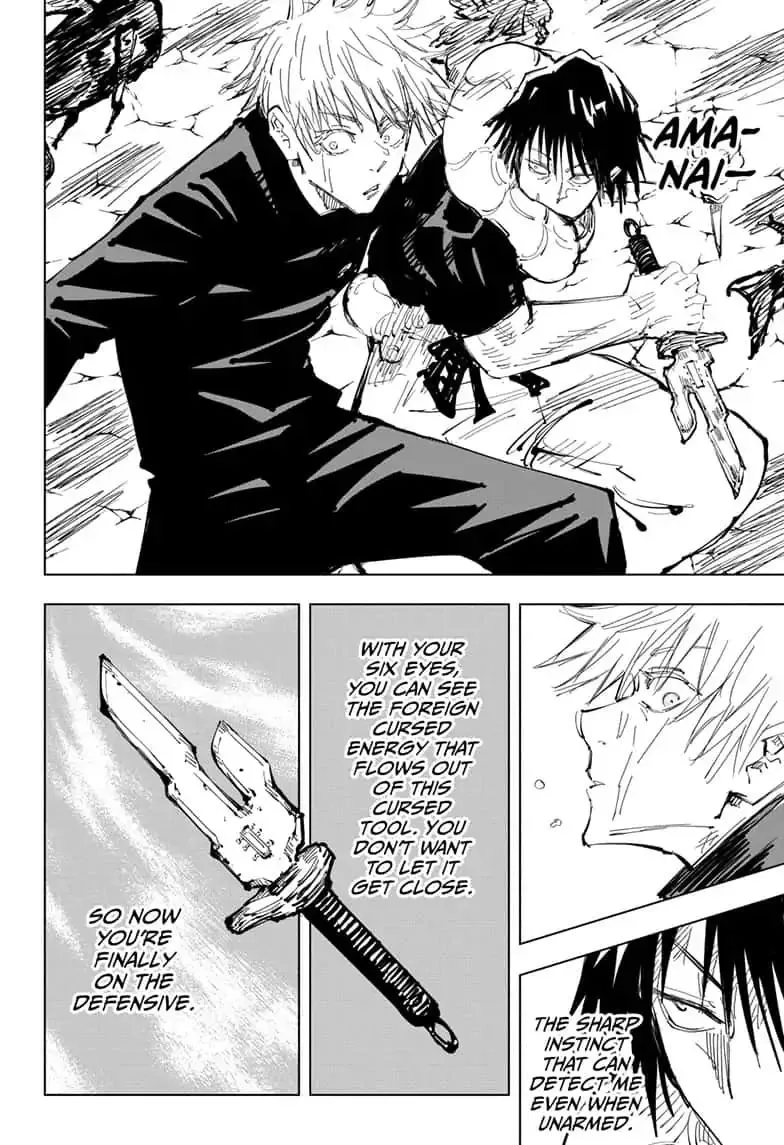 AMA-
NAI-
THE SHARP
INSTINCT
THAT CAN
DETECT ME
EVEN WHEN
UNARMED.
WITH YOUR
SIX EYES,
YOU CAN SEE
THE FOREIGN
CURSED
ENERGY THAT
FLOWS OUT
OF THIS
CURSED
TOOL. YOU
DON'T WANT
TO LET IT
GET CLOSE.
SO NOW
YOU'RE
FINALLY
ON THE
DEFENSIVE.